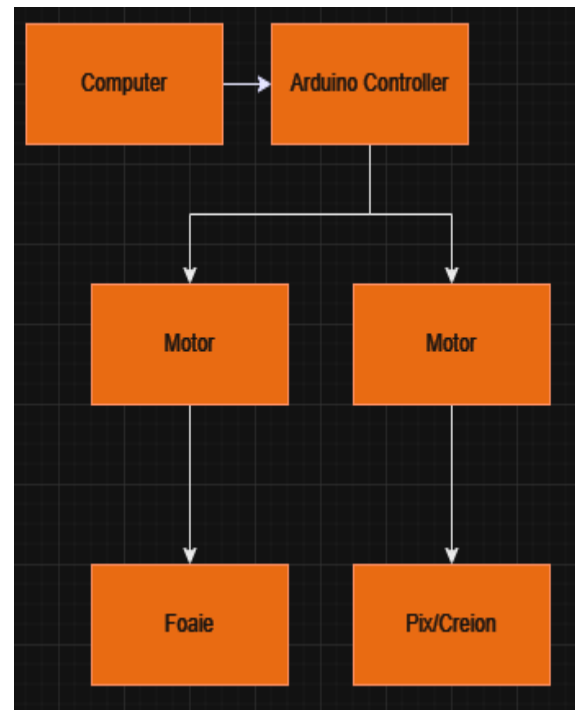 Computer
Arduino Controller
Motor
Motor
Foaie
Pix/Creion